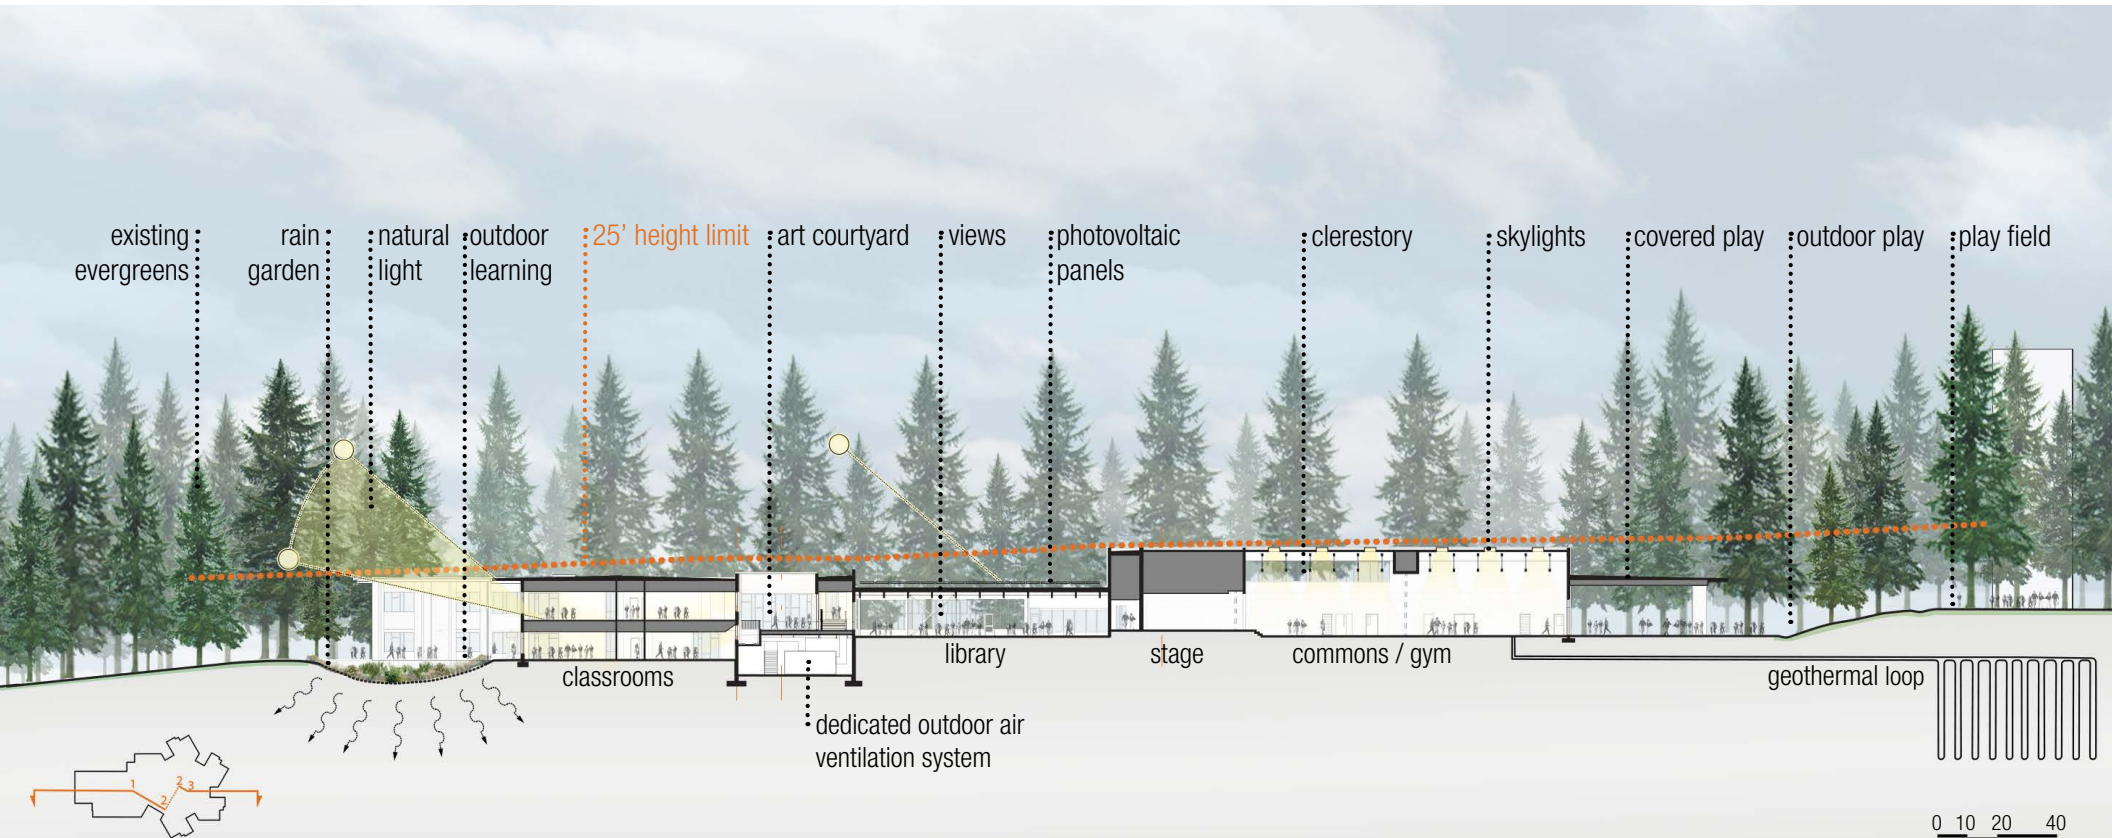 existing
evergreens
rain
garden
natural
light
outdoor
learning
25' height limit
art courtyard
views
photovoltaic
panels
clerestory
skylights
covered play
outdoor play
play field
classrooms
library
stage
commons / gym
geothermal loop
dedicated outdoor air
ventilation system
1
2
2
3
0 10 20 40